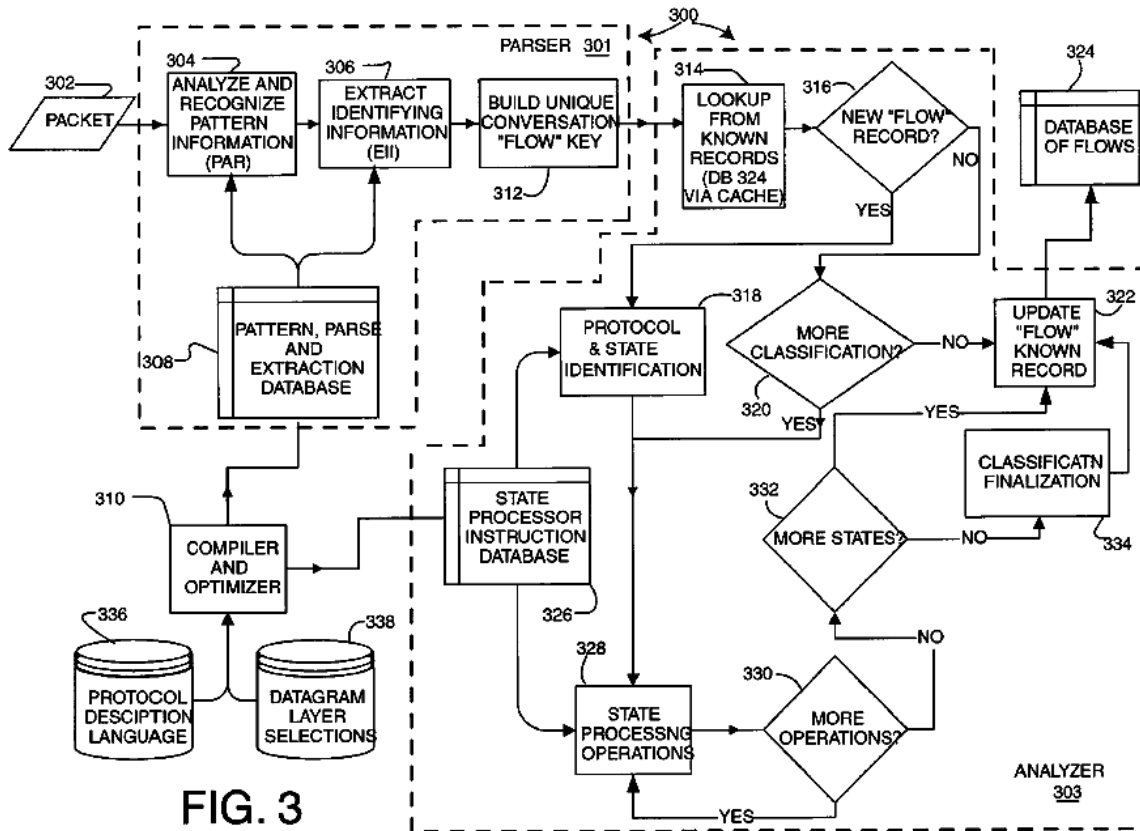 300
PARSER 301
302
PACKET
304
ANALYZE AND
RECOGNIZE
PATTERN
INFORMATION
(PAR)
306
EXTRACT
IDENTIFYING
INFORMATION
(EII)
BUILD UNIQUE
CONVERSATION
"FLOW" KEY
312
314
LOOKUP
FROM
KNOWN
RECORDS
(DB 324
VIA CACHE)
316
NEW "FLOW"
RECORD?
NO
YES
324
DATABASE
OF FLOWS
308
PATTERN, PARSE
AND
EXTRACTION
DATABASE
318
PROTOCOL
& STATE
IDENTIFICATION
MORE
CLASSIFICATION?
320
NO
YES
322
UPDATE
"FLOW"
KNOWN
RECORD
YES
310
COMPILER
AND
OPTIMIZER
STATE
PROCESSOR
INSTRUCTION
DATABASE
326
332
MORE STATES?
NO
CLASSIFICATN
FINALIZATION
334
336
PROTOCOL
DESCIPTION
LANGUAGE
338
DATAGRAM
LAYER
SELECTIONS
328
STATE
PROCESSNG
OPERATIONS
330
MORE
OPERATIONS?
NO
YES
ANALYZER
303
FIG. 3